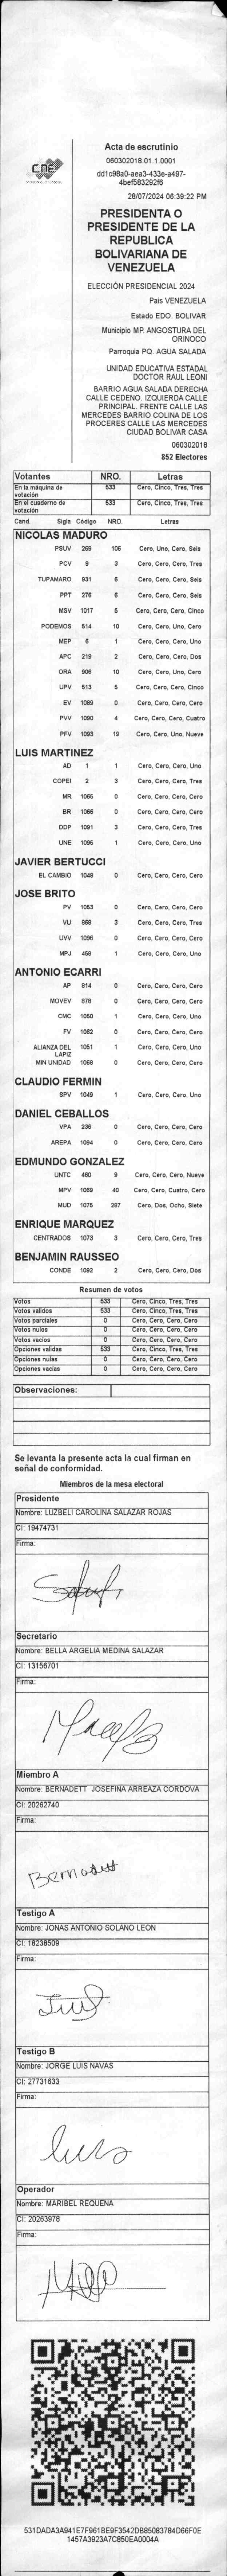 CNE
Acta de escrutinio
060302018.01.1.0001
dd1c98a0-aea3-433e-a497-
4bef583292f6
28/07/2024 06:39:22 PM
PRESIDENTA O
PRESIDENTE DE LA
REPUBLICA
BOLIVARIANA DE
VENEZUELA
ELECCIÓN PRESIDENCIAL 2024
País VENEZUELA
Estado EDO. BOLIVAR
Municipio MP. ANGOSTURA DEL
ORINOCO
Parroquia PQ. AGUA SALADA
UNIDAD EDUCATIVA ESTADAL
DOCTOR RAUL LEONI
BARRIO AGUA SALADA DERECHA
CALLE CEDENO. IZQUIERDA CALLE
PRINCIPAL. FRENTE CALLE LAS
MERCEDES BARRIO COLINA DE LOS
PROCERES CALLE LAS MERCEDES
CIUDAD BOLIVAR CASA
060302018
852 Electores
Votantes NRO. Letras
En la máquina de votación 533 Cero, Cinco, Tres, Tres
En el cuaderno de votación 533 Cero, Cinco, Tres, Tres
Cand. Sigla Código NRO. Letras
NICOLAS MADURO
PSUV 269 106 Cero, Uno, Cero, Seis
PCV 9 3 Cero, Cero, Cero, Tres
TUPAMARO 931 6 Cero, Cero, Cero, Seis
PPT 276 6 Cero, Cero, Cero, Seis
MSV 1017 5 Cero, Cero, Cero, Cinco
PODEMOS 514 10 Cero, Cero, Uno, Cero
MEP 6 1 Cero, Cero, Cero, Uno
APC 219 2 Cero, Cero, Cero, Dos
ORA 906 10 Cero, Cero, Uno, Cero
UPV 513 5 Cero, Cero, Cero, Cinco
EV 1089 0 Cero, Cero, Cero, Cero
PVV 1090 4 Cero, Cero, Cero, Cuatro
PFV 1093 19 Cero, Cero, Uno, Nueve
LUIS MARTINEZ
AD 1 1 Cero, Cero, Cero, Uno
COPEI 2 3 Cero, Cero, Cero, Tres
MR 1065 0 Cero, Cero, Cero, Cero
BR 1066 0 Cero, Cero, Cero, Cero
DDP 1091 3 Cero, Cero, Cero, Tres
UNE 1095 1 Cero, Cero, Cero, Uno
JAVIER BERTUCCI
EL CAMBIO 1048 0 Cero, Cero, Cero, Cero
JOSE BRITO
PV 1053 0 Cero, Cero, Cero, Cero
VU 868 3 Cero, Cero, Cero, Tres
UVV 1096 0 Cero, Cero, Cero, Cero
MPJ 458 1 Cero, Cero, Cero, Uno
ANTONIO ECARRI
AP 814 0 Cero, Cero, Cero, Cero
MOVEV 878 0 Cero, Cero, Cero, Cero
CMC 1050 1 Cero, Cero, Cero, Uno
FV 1062 0 Cero, Cero, Cero, Cero
ALIANZA DEL LAPIZ 1051 1 Cero, Cero, Cero, Uno
MIN UNIDAD 1068 0 Cero, Cero, Cero, Cero
CLAUDIO FERMIN
SPV 1049 1 Cero, Cero, Cero, Uno
DANIEL CEBALLOS
VPA 236 0 Cero, Cero, Cero, Cero
AREPA 1094 0 Cero, Cero, Cero, Cero
EDMUNDO GONZALEZ
UNTC 460 9 Cero, Cero, Cero, Nueve
MPV 1069 40 Cero, Cero, Cuatro, Cero
MUD 1075 287 Cero, Dos, Ocho, Siete
ENRIQUE MARQUEZ
CENTRADOS 1073 3 Cero, Cero, Cero, Tres
BENJAMIN RAUSSEO
CONDE 1092 2 Cero, Cero, Cero, Dos
Resumen de votos
Votos 533 Cero, Cinco, Tres, Tres
Votos validos 533 Cero, Cinco, Tres, Tres
Votos parciales 0 Cero, Cero, Cero, Cero
Votos nulos 0 Cero, Cero, Cero, Cero
Votos vacios 0 Cero, Cero, Cero, Cero
Opciones validas 533 Cero, Cinco, Tres, Tres
Opciones nulas 0 Cero, Cero, Cero, Cero
Opciones vacias 0 Cero, Cero, Cero, Cero
Observaciones:
Se levanta la presente acta la cual firman en
señal de conformidad.
Miembros de la mesa electoral
Presidente
Nombre: LUZBELI CAROLINA SALAZAR ROJAS
CI: 19474731
Firma:
Secretario
Nombre: BELLA ARGELIA MEDINA SALAZAR
CI: 13156701
Firma:
Miembro A
Nombre: BERNADETT JOSEFINA ARREAZA CORDOVA
CI: 20262740
Firma:
Bernadett
Testigo A
Nombre: JONAS ANTONIO SOLANO LEON
CI: 18238509
Firma:
Testigo B
Nombre: JORGE LUIS NAVAS
CI: 27731633
Firma:
Luis
Operador
Nombre: MARIBEL REQUENA
CI: 20263978
Firma:
531DADA3A941E7F961BE9F3542DB85083784D66F0E
1457A3923A7C850EA0004A